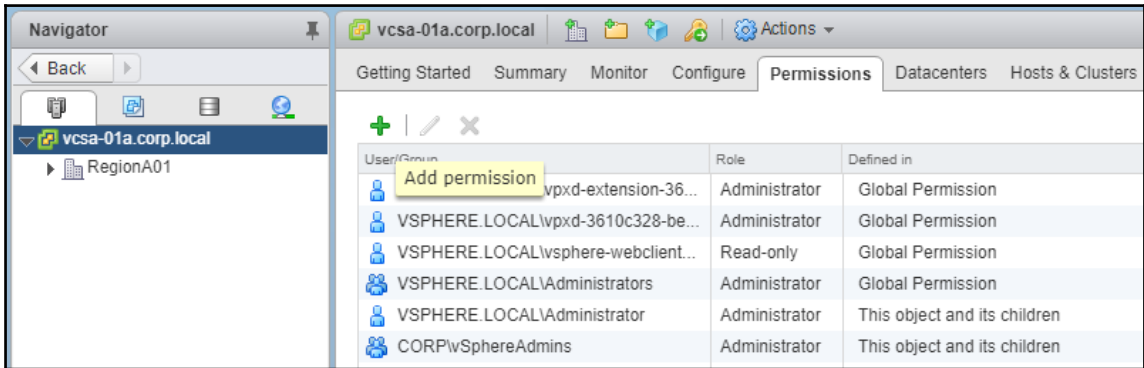 Navigator
Back
vcsa-01a.corp.local
RegionA01
vcsa-01a.corp.local Actions
Getting Started Summary Monitor Configure Permissions Datacenters Hosts & Clusters
User/Group Role Defined in
Add permission
vpxd-extension-36... Administrator Global Permission
VSPHERE.LOCAL\vpxd-3610c328-be... Administrator Global Permission
VSPHERE.LOCAL\vsphere-webclient... Read-only Global Permission
VSPHERE.LOCAL\Administrators Administrator Global Permission
VSPHERE.LOCAL\Administrator Administrator This object and its children
CORP\vSphereAdmins Administrator This object and its children